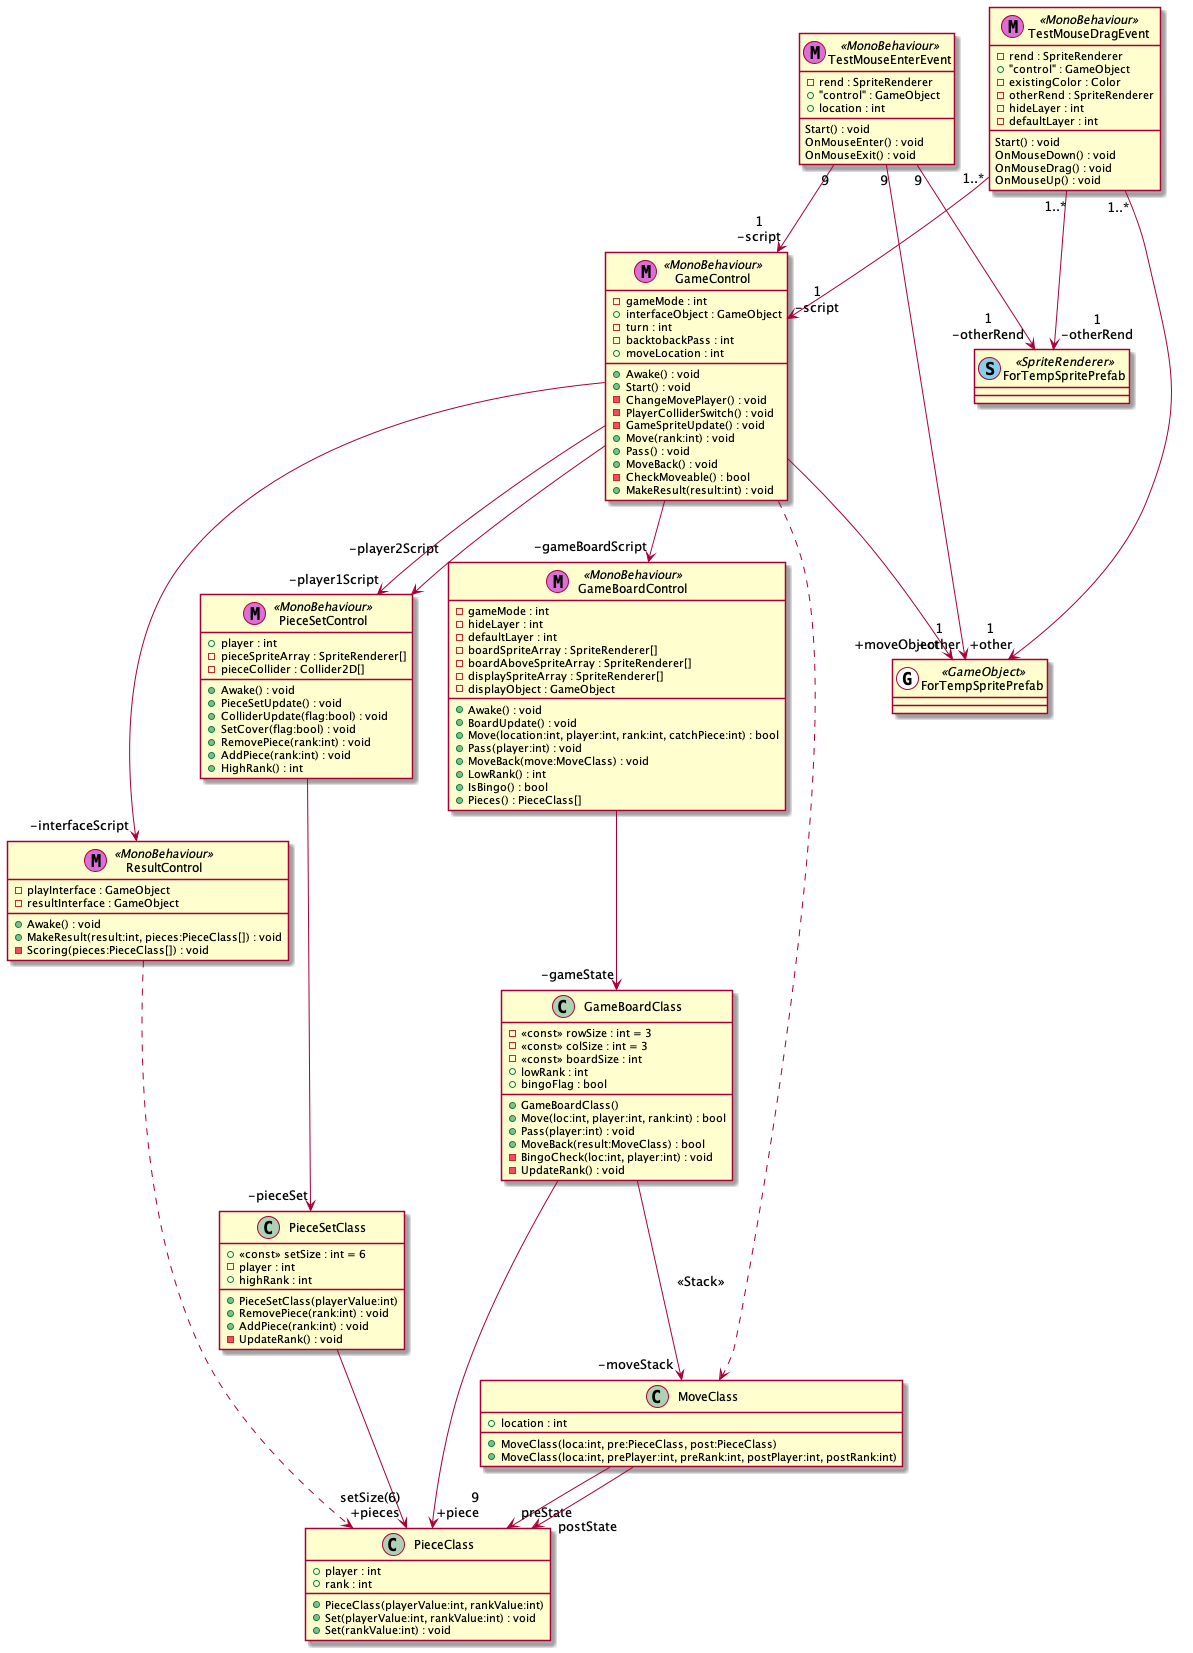 M «MonoBehaviour»
TestMouseDragEvent
rend : SpriteRenderer
"control" : GameObject
existingColor : Color
otherRend : SpriteRenderer
hideLayer : int
defaultLayer : int
Start() : void
OnMouseDown() : void
OnMouseDrag() : void
OnMouseUp() : void
M «MonoBehaviour»
TestMouseEnterEvent
rend : SpriteRenderer
"control" : GameObject
location : int
Start() : void
OnMouseEnter() : void
OnMouseExit() : void
9
9
9
1..*
1..*
1..*
1
-script
1
-script
1
-otherRend
1
-otherRend
M «MonoBehaviour»
GameControl
gameMode : int
interfaceObject : GameObject
turn : int
backtobackPass : int
moveLocation : int
Awake() : void
Start() : void
ChangeMovePlayer() : void
PlayerColliderSwitch() : void
GameSpriteUpdate() : void
Move(rank:int) : void
Pass() : void
MoveBack() : void
CheckMoveable() : bool
MakeResult(result:int) : void
S «SpriteRenderer»
ForTempSpritePrefab
-player2Script
-player1Script
-gameBoardScript
+moveObject
1
+other
1
+other
M «MonoBehaviour»
PieceSetControl
player : int
pieceSpriteArray : SpriteRenderer[]
pieceCollider : Collider2D[]
Awake() : void
PieceSetUpdate() : void
ColliderUpdate(flag:bool) : void
SetCover(flag:bool) : void
RemovePiece(rank:int) : void
AddPiece(rank:int) : void
HighRank() : int
M «MonoBehaviour»
GameBoardControl
gameMode : int
hideLayer : int
defaultLayer : int
boardSpriteArray : SpriteRenderer[]
boardAboveSpriteArray : SpriteRenderer[]
displaySpriteArray : SpriteRenderer[]
displayObject : GameObject
Awake() : void
BoardUpdate() : void
Move(location:int, player:int, rank:int, catchPiece:int) : bool
Pass(player:int) : void
MoveBack(move:MoveClass) : void
LowRank() : int
IsBingo() : bool
Pieces() : PieceClass[]
G «GameObject»
ForTempSpritePrefab
-interfaceScript
M «MonoBehaviour»
ResultControl
playInterface : GameObject
resultInterface : GameObject
Awake() : void
MakeResult(result:int, pieces:PieceClass[]) : void
Scoring(pieces:PieceClass[]) : void
-gameState
C GameBoardClass
«const» rowSize : int = 3
«const» colSize : int = 3
«const» boardSize : int
lowRank : int
bingoFlag : bool
GameBoardClass()
Move(loc:int, player:int, rank:int) : bool
Pass(player:int) : void
MoveBack(result:MoveClass) : bool
BingoCheck(loc:int, player:int) : void
UpdateRank() : void
-pieceSet
C PieceSetClass
«const» setSize : int = 6
player : int
highRank : int
PieceSetClass(playerValue:int)
RemovePiece(rank:int) : void
AddPiece(rank:int) : void
UpdateRank() : void
«Stack»
-moveStack
C MoveClass
location : int
MoveClass(loca:int, pre:PieceClass, post:PieceClass)
MoveClass(loca:int, prePlayer:int, preRank:int, postPlayer:int, postRank:int)
setSize(6)
+pieces
9
+piece
preState
postState
C PieceClass
player : int
rank : int
PieceClass(playerValue:int, rankValue:int)
Set(playerValue:int, rankValue:int) : void
Set(rankValue:int) : void